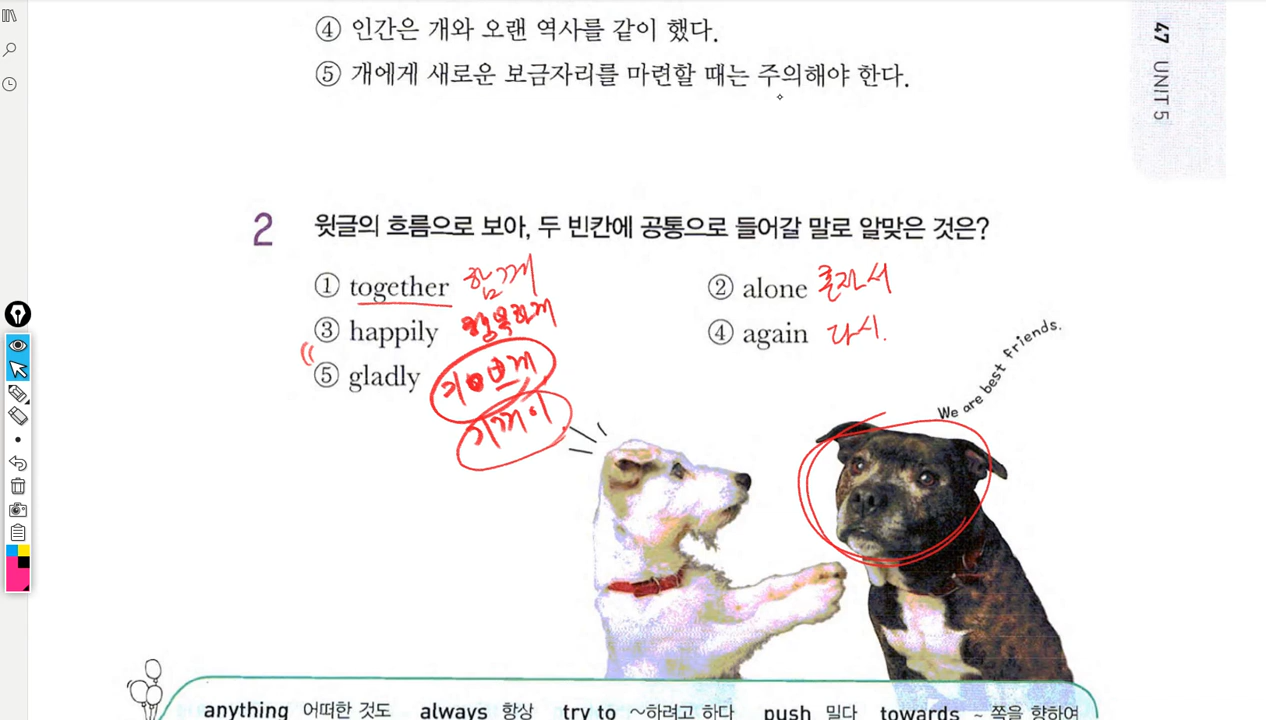 ④ 인간은 개와 오랜 역사를 같이 했다.
⑤ 개에게 새로운 보금자리를 마련할 때는 주의해야 한다.
47 UNIT 5
2 윗글의 흐름으로 보아, 두 빈칸에 공통으로 들어갈 말로 알맞은 것은?
① together 함께
② alone 혼자서
③ happily 행복하게
④ again 다시.
⑤ gladly 기쁘게
기꺼이
We are best friends.
anything 어떠한 것도 always 항상 try to ~하려고 하다 push 밀다 towards ~ 쪽을 향하여